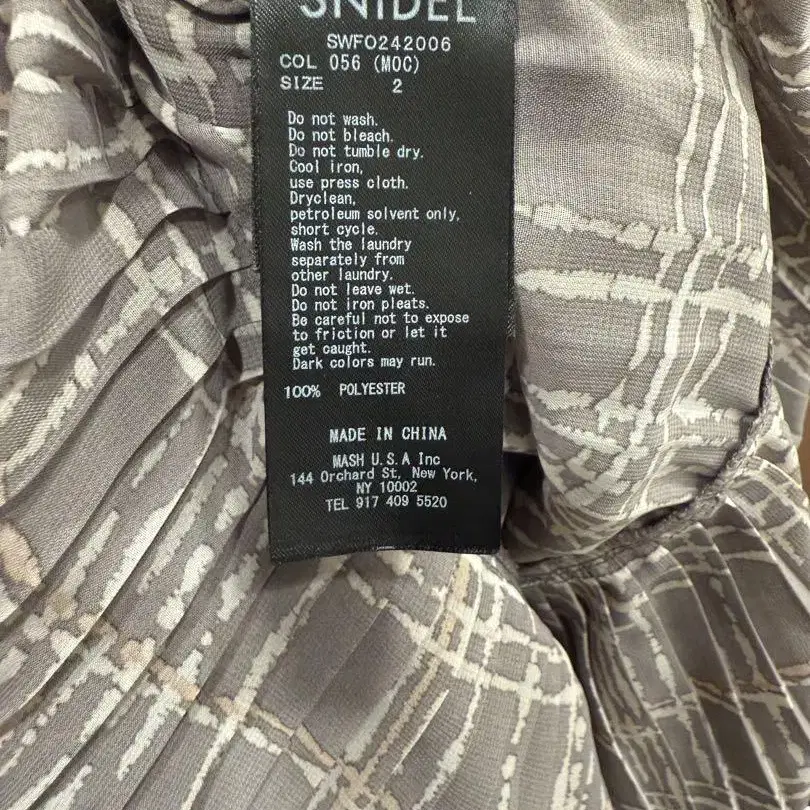 SNIDEL
SWFO242006
COL 056 (MOC)
SIZE 2
Do not wash.
Do not bleach.
Do not tumble dry.
Cool iron,
use press cloth.
Dryclean,
petroleum solvent only,
short cycle.
Wash the laundry
separately from
other laundry.
Do not leave wet.
Do not iron pleats.
Be careful not to expose
to friction or let it
get caught.
Dark colors may run.
100% POLYESTER
MADE IN CHINA
MASH U.S.A Inc
144 Orchard St, New York,
NY 10002
TEL 917 409 5520